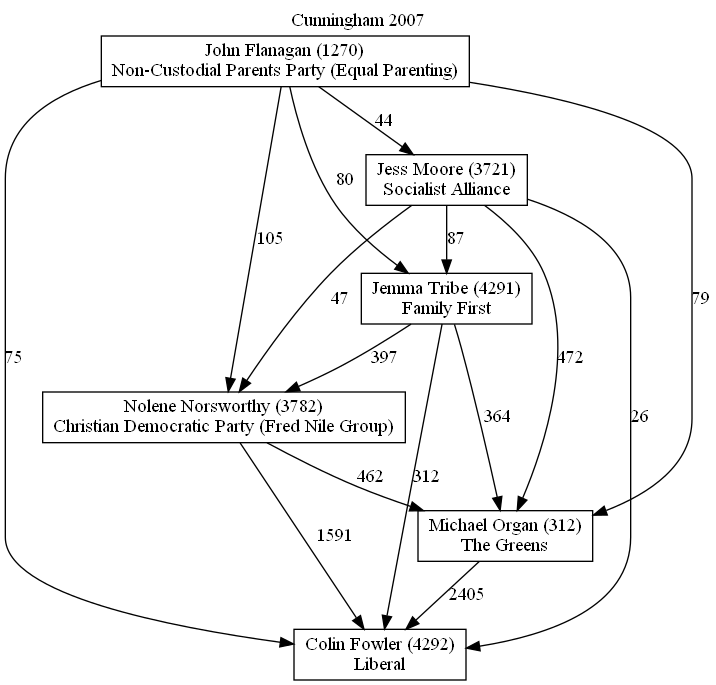 Cunningham 2007
John Flanagan (1270)
Non-Custodial Parents Party (Equal Parenting)
44
Jess Moore (3721)
Socialist Alliance
80
105
87
Jemma Tribe (4291)
Family First
47
79
75
397
472
Nolene Norsworthy (3782)
Christian Democratic Party (Fred Nile Group)
364
26
462
312
Michael Organ (312)
The Greens
1591
2405
Colin Fowler (4292)
Liberal